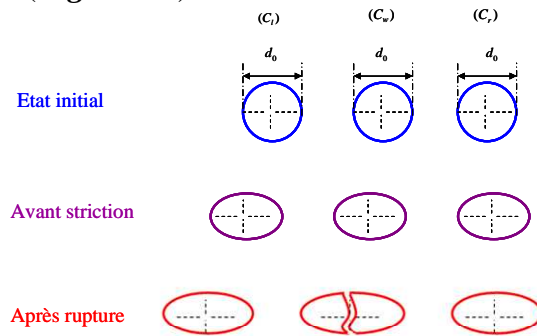 (C_l) (C_w) (C_r)
d_0 d_0 d_0
Etat initial
Avant striction
Après rupture